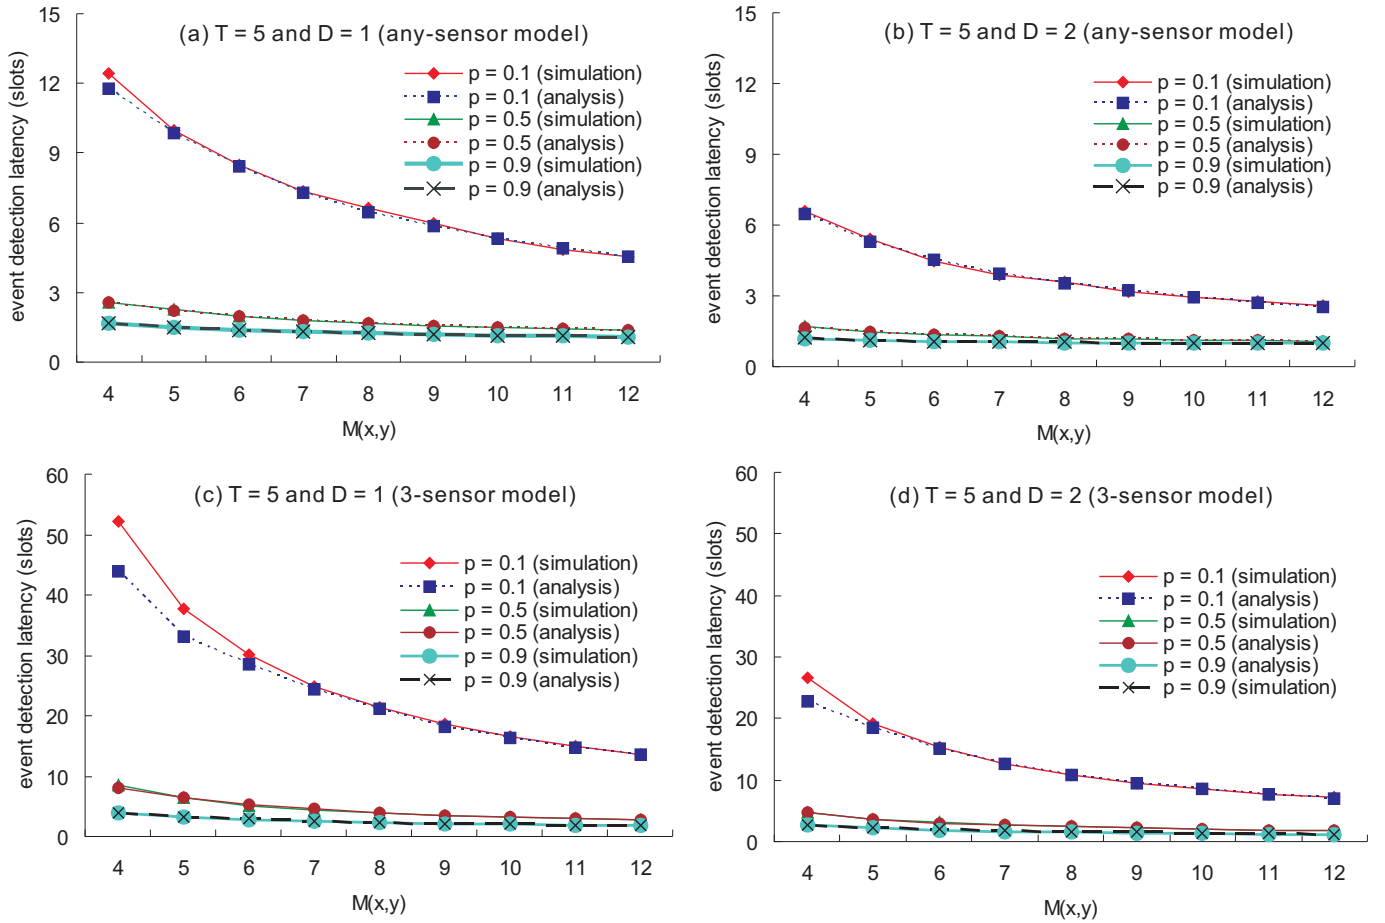 (a) T = 5 and D = 1 (any-sensor model)
event detection latency (slots)
15
12
9
6
3
0
p = 0.1 (simulation)
p = 0.1 (analysis)
p = 0.5 (simulation)
p = 0.5 (analysis)
p = 0.9 (simulation)
p = 0.9 (analysis)
4 5 6 7 8 9 10 11 12
M(x,y)
(b) T = 5 and D = 2 (any-sensor model)
event detection latency (slots)
15
12
9
6
3
0
p = 0.1 (simulation)
p = 0.1 (analysis)
p = 0.5 (simulation)
p = 0.5 (analysis)
p = 0.9 (simulation)
p = 0.9 (analysis)
4 5 6 7 8 9 10 11 12
M(x,y)
(c) T = 5 and D = 1 (3-sensor model)
event detection latency (slots)
60
50
40
30
20
10
0
p = 0.1 (simulation)
p = 0.1 (analysis)
p = 0.5 (simulation)
p = 0.5 (analysis)
p = 0.9 (simulation)
p = 0.9 (analysis)
4 5 6 7 8 9 10 11 12
M(x,y)
(d) T = 5 and D = 2 (3-sensor model)
event detection latency (slots)
60
50
40
30
20
10
0
p = 0.1 (simulation)
p = 0.1 (analysis)
p = 0.5 (simulation)
p = 0.5 (analysis)
p = 0.9 (analysis)
p = 0.9 (simulation)
4 5 6 7 8 9 10 11 12
M(x,y)